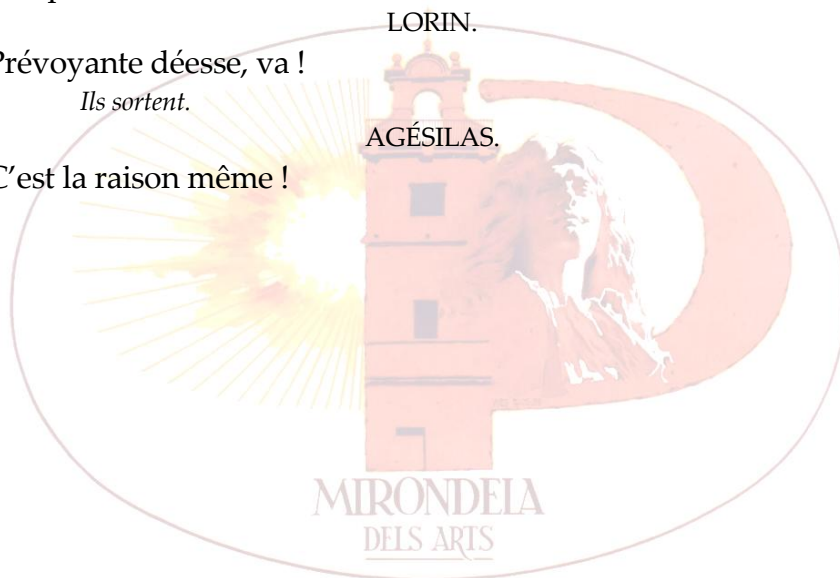 LORIN.
Prévoyante déesse, va !
Ils sortent.
AGÉSILAS.
C’est la raison même !
MIRONDELA
DELS ARTS